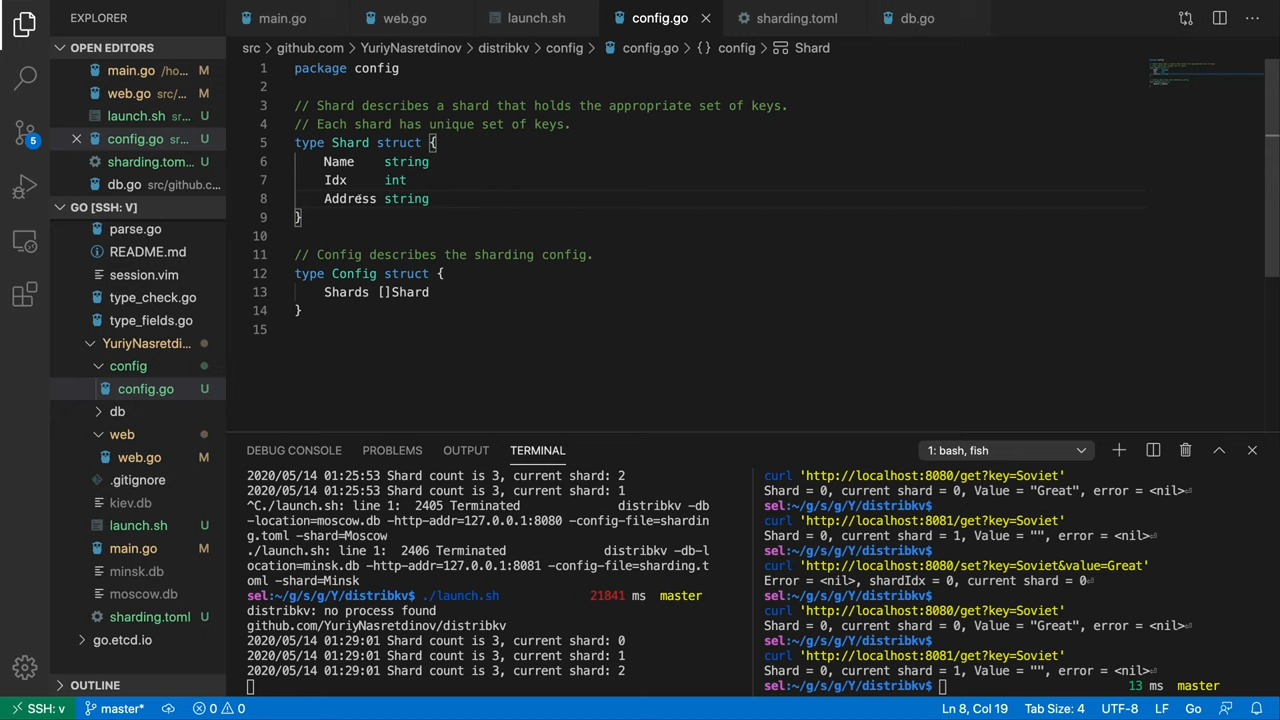 EXPLORER
main.go
web.go
launch.sh
config.go
sharding.toml
db.go
OPEN EDITORS
main.go /ho... M
web.go src/... M
launch.sh U
config.go sr... U
sharding.tom... U
db.go src/github.c...
GO [SSH: V]
parse.go
README.md
session.vim
type_check.go
type_fields.go
YuriyNasretdi...
config
config.go U
db
web
web.go M
.gitignore
kiev.db
launch.sh U
main.go M
minsk.db
moscow.db
sharding.toml U
go.etcd.io
OUTLINE
5
src > github.com > YuriyNasretdinov > distribkv > config > config.go > {} config > Shard
1 package config
2
3 // Shard describes a shard that holds the appropriate set of keys.
4 // Each shard has unique set of keys.
5 type Shard struct {
6 Name string
7 Idx int
8 Address string
9 }
10
11 // Config describes the sharding config.
12 type Config struct {
13 Shards []Shard
14 }
15
DEBUG CONSOLE PROBLEMS OUTPUT TERMINAL
1: bash, fish
2020/05/14 01:25:53 Shard count is 3, current shard: 2
2020/05/14 01:25:53 Shard count is 3, current shard: 1
^C./launch.sh: line 1: 2405 Terminated distribkv -db
-location=moscow.db -http-addr=127.0.0.1:8080 -config-file=shardin
g.toml -shard=Moscow
./launch.sh: line 1: 2406 Terminated distribkv -db-l
ocation=minsk.db -http-addr=127.0.0.1:8081 -config-file=sharding.t
oml -shard=Minsk
sel:~/g/s/g/Y/distribkv$ ./launch.sh 21841 ms master
distribkv: no process found
github.com/YuriyNasretdinov/distribkv
2020/05/14 01:29:01 Shard count is 3, current shard: 0
2020/05/14 01:29:01 Shard count is 3, current shard: 1
2020/05/14 01:29:01 Shard count is 3, current shard: 2
curl 'http://localhost:8080/get?key=Soviet'
Shard = 0, current shard = 0, Value = "Great", error = <nil>⏎
sel:~/g/s/g/Y/distribkv$
curl 'http://localhost:8081/get?key=Soviet'
Shard = 0, current shard = 1, Value = "", error = <nil>⏎
sel:~/g/s/g/Y/distribkv$
curl 'http://localhost:8080/set?key=Soviet&value=Great'
Error = <nil>, shardIdx = 0, current shard = 0⏎
sel:~/g/s/g/Y/distribkv$
curl 'http://localhost:8080/get?key=Soviet'
Shard = 0, current shard = 0, Value = "Great", error = <nil>⏎
sel:~/g/s/g/Y/distribkv$
curl 'http://localhost:8081/get?key=Soviet'
Shard = 0, current shard = 1, Value = "", error = <nil>⏎
sel:~/g/s/g/Y/distribkv$ 13 ms master
SSH: v master* 0 0 Ln 8, Col 19 Tab Size: 4 UTF-8 LF Go